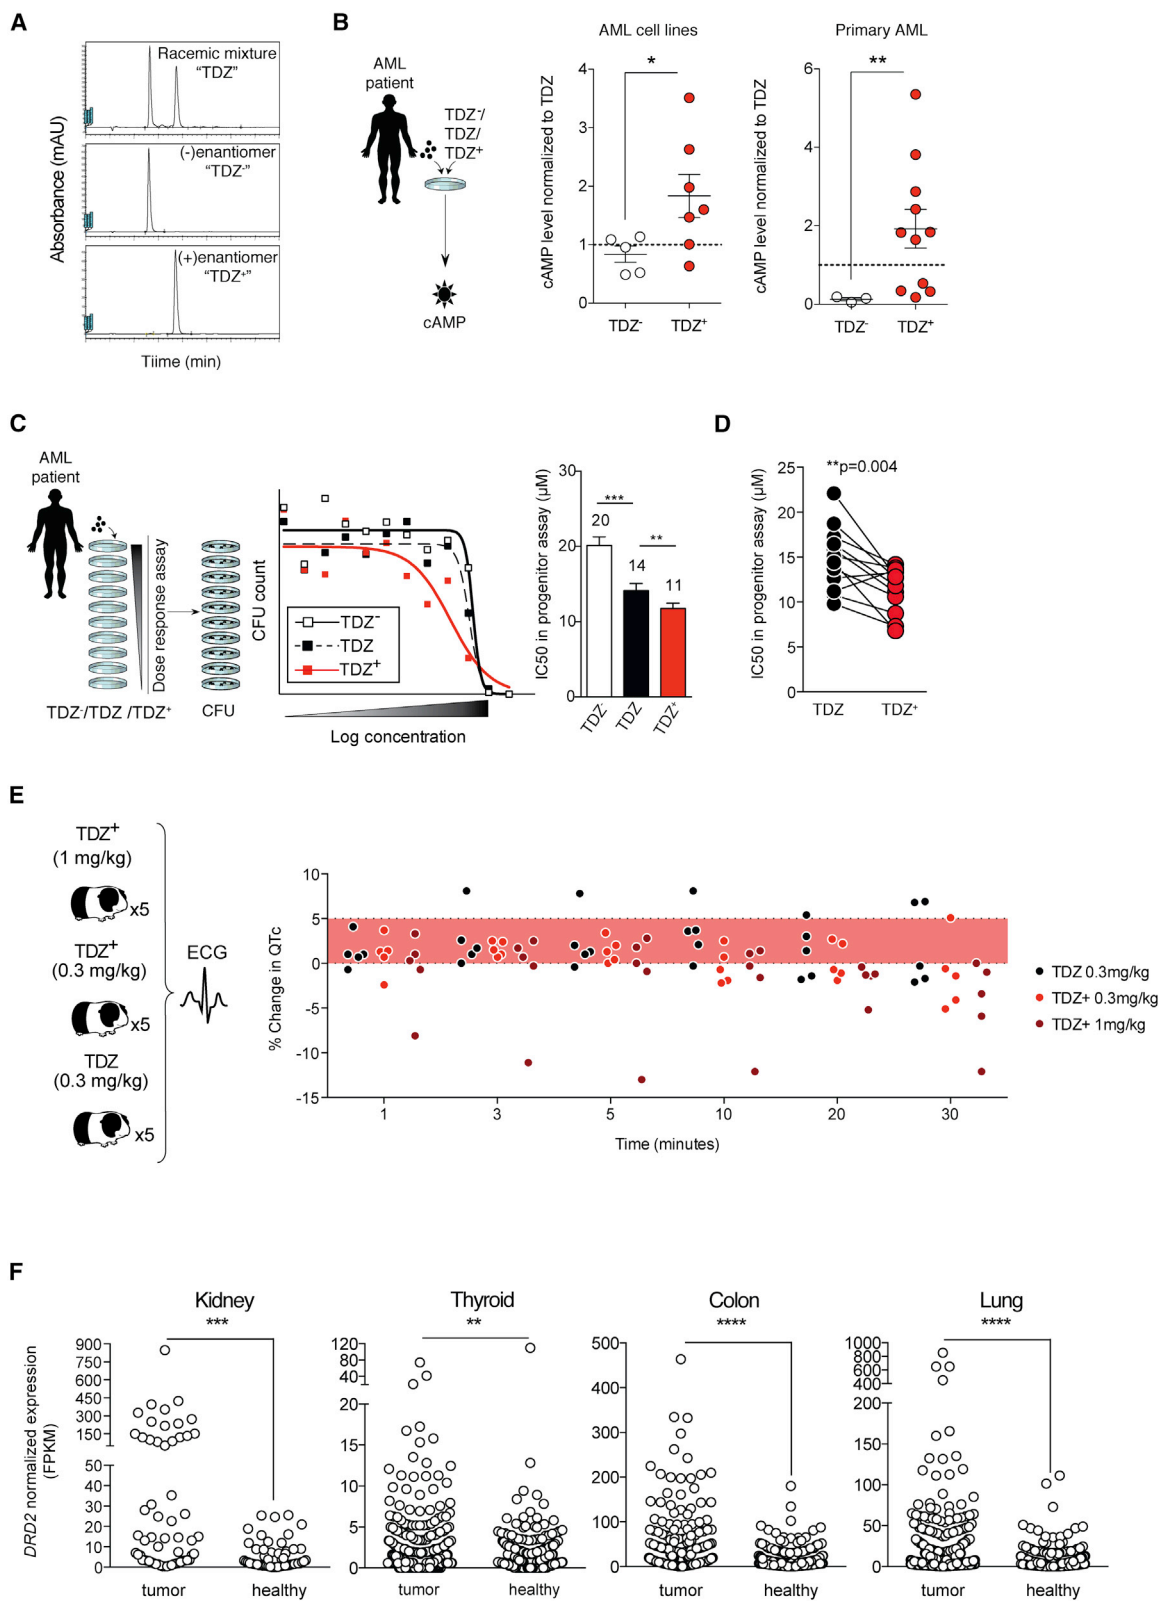 A
Racemic mixture
“TDZ”
(-)enantiomer
“TDZ-”
(+)enantiomer
“TDZ+”
Absorbance (mAU)
Tiime (min)
B
AML
patient
TDZ-/
TDZ/
TDZ+
cAMP
AML cell lines
cAMP level normalized to TDZ
4
3
2
1
0
*
TDZ-
TDZ+
Primary AML
cAMP level normalized to TDZ
6
4
2
0
**
TDZ-
TDZ+
C
AML
patient
Dose response assay
TDZ-/TDZ /TDZ+
CFU
CFU count
TDZ-
TDZ
TDZ+
Log concentration
IC50 in progenitor assay (µM)
30
20
10
0
***
**
20
14
11
TDZ-
TDZ
TDZ+
D
**p=0.004
IC50 in progenitor assay (µM)
25
20
15
10
5
0
TDZ
TDZ+
E
TDZ+
(1 mg/kg)
x5
TDZ+
(0.3 mg/kg)
x5
TDZ
(0.3 mg/kg)
x5
ECG
% Change in QTc
10
5
0
-5
-10
-15
1
3
5
10
20
30
Time (minutes)
TDZ 0.3mg/kg
TDZ+ 0.3mg/kg
TDZ+ 1mg/kg
F
DRD2 normalized expression
(FPKM)
Kidney
***
900
750
600
450
300
150
50
40
30
20
10
0
tumor
healthy
Thyroid
**
120
80
40
20
15
10
5
0
tumor
healthy
Colon
****
500
400
300
200
100
0
tumor
healthy
Lung
****
1000
800
600
400
200
150
100
50
0
tumor
healthy